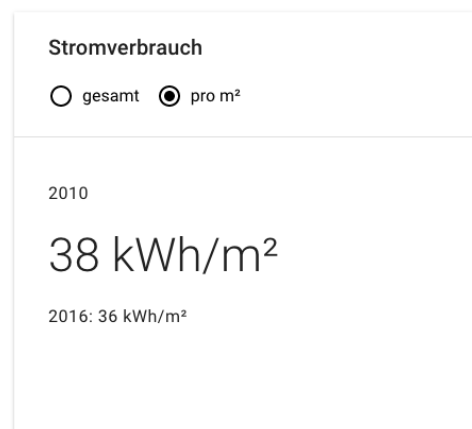 Stromverbrauch
gesamt pro m²
2010
38 kWh/m²
2016: 36 kWh/m²